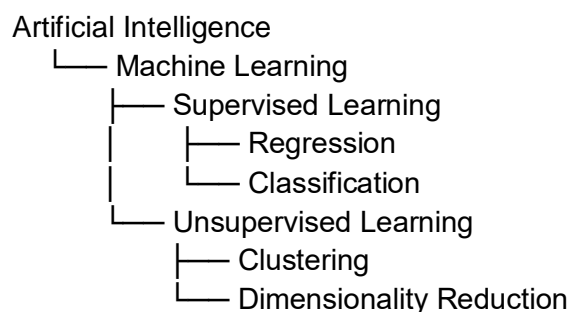 Artificial Intelligence
└── Machine Learning
├── Supervised Learning
│ ├── Regression
│ └── Classification
└── Unsupervised Learning
├── Clustering
└── Dimensionality Reduction